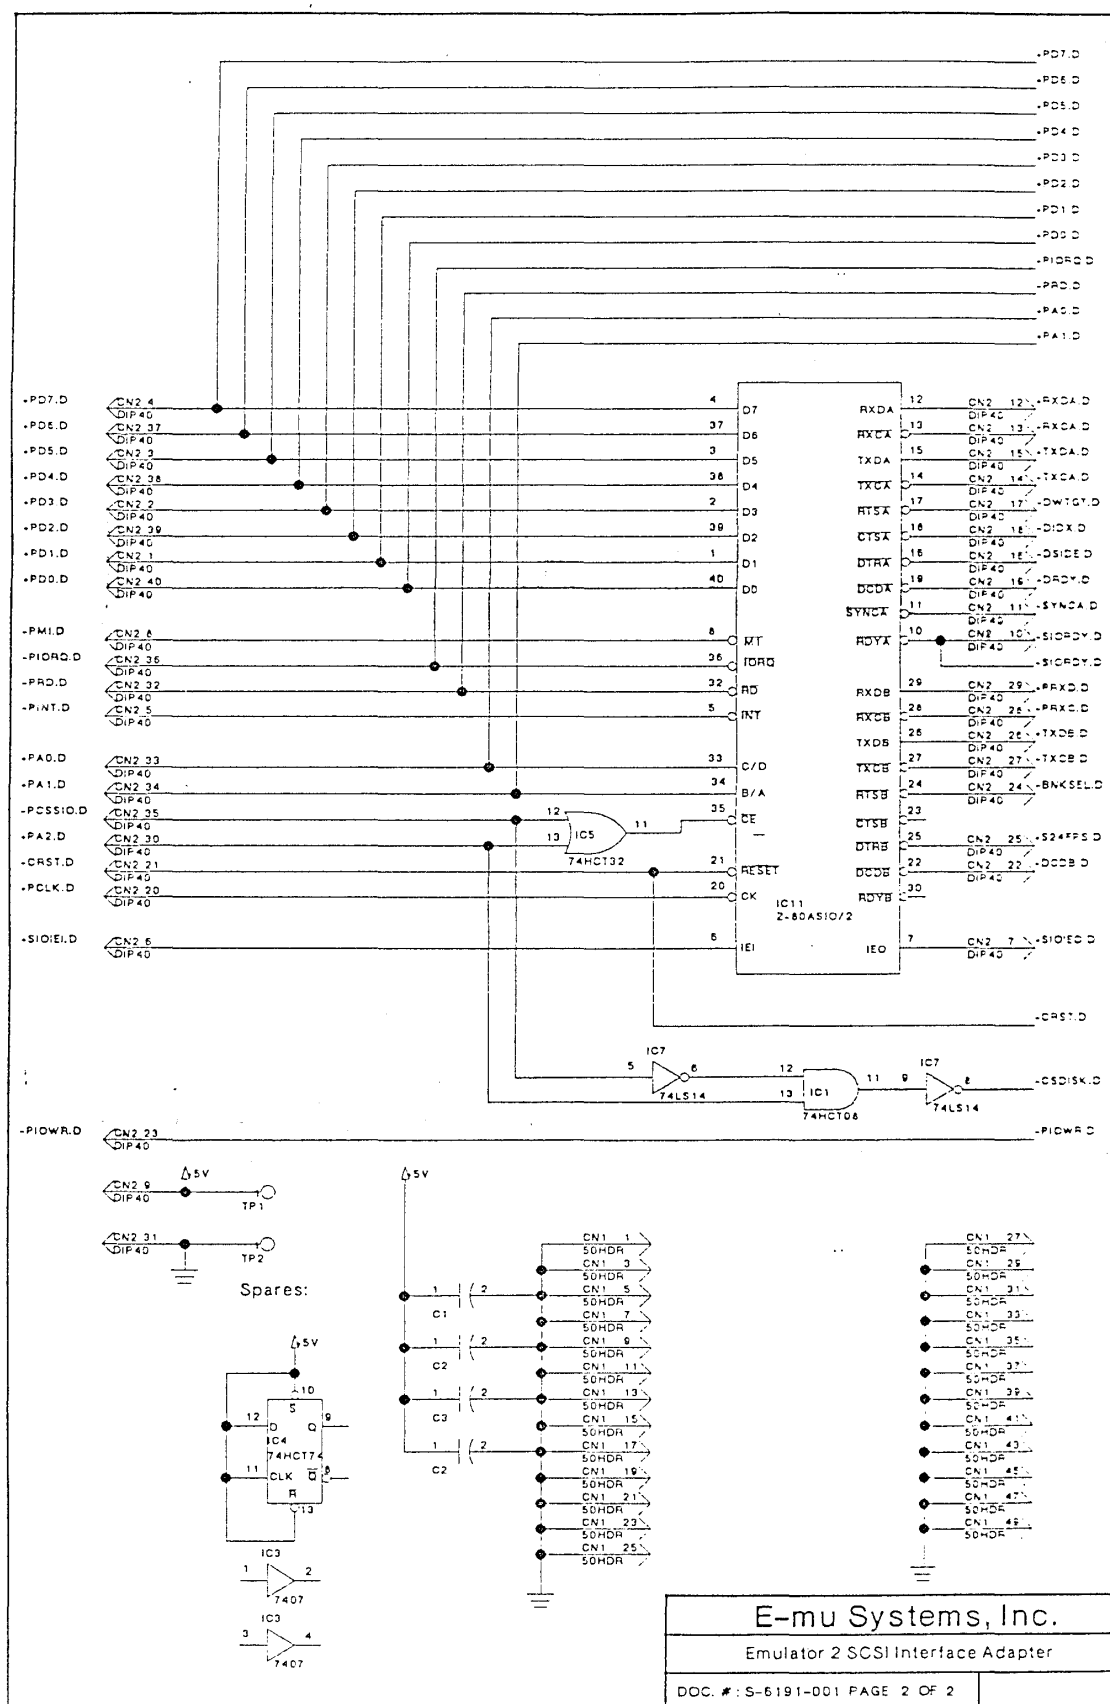 +PD7.D
+PD6.D
+PD5.D
+PD4.D
+PD3.D
+PD2.D
+PD1.D
+PD0.D
+PIORQ.D
-PRD.D
+PA0.D
+PA1.D
+PD7.D CN2 4 DIP40 4 D7 RXDA 12 CN2 12 DIP40 +RXDA.D
+PD6.D CN2 37 DIP40 37 D6 RXCA 13 CN2 13 DIP40 +RXCA.D
+PD5.D CN2 3 DIP40 3 D5 TXDA 15 CN2 15 DIP40 +TXDA.D
+PD4.D CN2 38 DIP40 38 D4 TXCA 14 CN2 14 DIP40 +TXCA.D
+PD3.D CN2 2 DIP40 2 D3 RTSA 17 CN2 17 DIP40 -DWTGT.D
+PD2.D CN2 39 DIP40 39 D2 CTSA 18 CN2 18 DIP40 -DIDX.D
+PD1.D CN2 1 DIP40 1 D1 DTRA 16 CN2 16 DIP40 -DSIDE.D
+PD0.D CN2 40 DIP40 40 D0 DCDA 19 CN2 19 DIP40 -DRDY.D
SYNCA 11 CN2 11 DIP40 -SYNCA.D
-PM1.D CN2 8 DIP40 8 M1 RDYA 10 CN2 10 DIP40 -SIORDY.D
-PIORQ.D CN2 36 DIP40 36 IORQ -SIORDY.D
-PRD.D CN2 32 DIP40 32 RD RXDB 29 CN2 29 DIP40 +PRXD.D
-PINT.D CN2 5 DIP40 5 INT RXCB 28 CN2 28 DIP40 -PRXC.D
TXDB 26 CN2 26 DIP40 +TXDB.D
+PA0.D CN2 33 DIP40 33 C/D TXCB 27 CN2 27 DIP40 -TXCB.D
+PA1.D CN2 34 DIP40 34 B/A RTSB 24 CN2 24 DIP40 -BNKSEL.D
-PCSSIO.D CN2 35 DIP40 12 11 35 CE CTSB 23
+PA2.D CN2 30 DIP40 13 IC5 74HCT32 DTRB 25 CN2 25 DIP40
-CRST.D CN2 21 DIP40 21 RESET DCDB 22 CN2 22 DIP40 -DCDB.D
+PCLK.D CN2 20 DIP40 20 CK RDYB 30
IC11
Z-80ASIO/2
+SIOIEI.D CN2 6 DIP40 6 IEI IEO 7 CN2 7 DIP40 +SIOIEO.D
-CRST.D
IC7 IC7
5 6 12 11 9 8 -CSDISK.D
74LS14 13 IC1 74LS14
74HCT08
-PIOWR.D CN2 23 DIP40 -PIOWR.D
5V 5V
CN2 9 DIP40 TP1
CN2 31 DIP40 TP2
CN1 1 50HDR CN1 27 50HDR
CN1 3 50HDR CN1 29 50HDR
Spares:
1 2 C1 CN1 5 50HDR CN1 31 50HDR
CN1 7 50HDR CN1 33 50HDR
5V 1 2 C2 CN1 9 50HDR CN1 35 50HDR
10 S CN1 11 50HDR CN1 37 50HDR
1 2 C3 CN1 13 50HDR CN1 39 50HDR
12 D Q 9 CN1 15 50HDR CN1 41 50HDR
IC4
74HCT74 1 2 C2 CN1 17 50HDR CN1 43 50HDR
11 CLK Q 8 CN1 19 50HDR CN1 45 50HDR
R 13 CN1 21 50HDR CN1 47 50HDR
CN1 23 50HDR CN1 49 50HDR
CN1 25 50HDR
IC3
1 2
7407
IC3
3 4
7407
E-mu Systems, Inc.
Emulator 2 SCSI Interface Adapter
DOC. #: S-6191-001 PAGE 2 OF 2